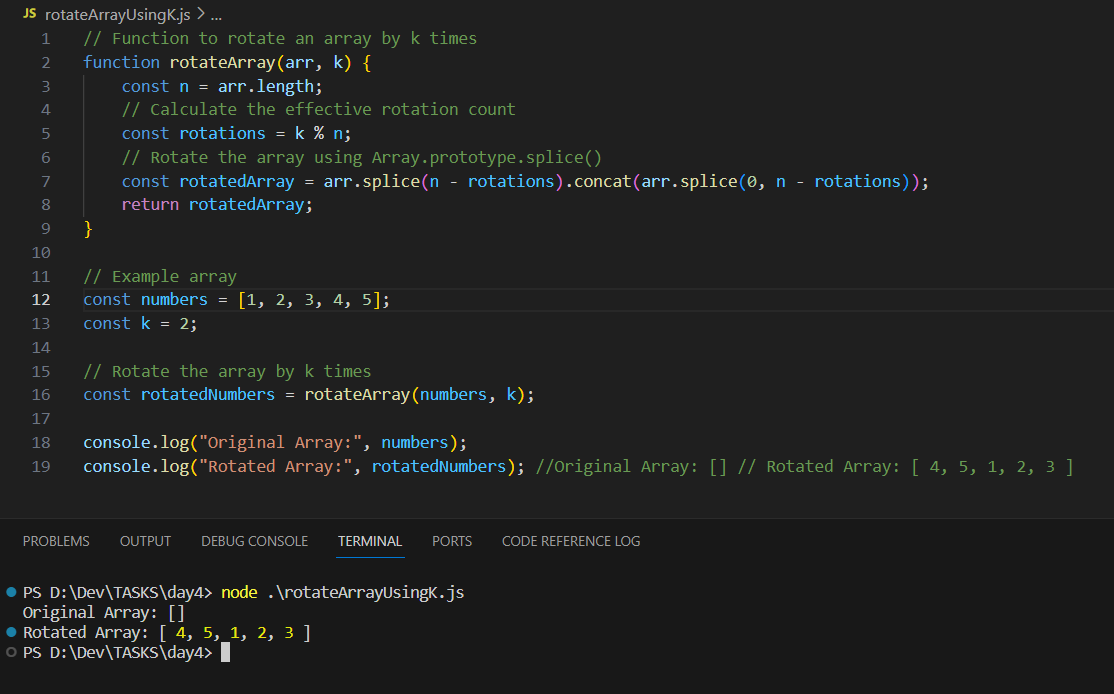 JS rotateArrayUsingK.js > ...
1 // Function to rotate an array by k times
2 function rotateArray(arr, k) {
3     const n = arr.length;
4     // Calculate the effective rotation count
5     const rotations = k % n;
6     // Rotate the array using Array.prototype.splice()
7     const rotatedArray = arr.splice(n - rotations).concat(arr.splice(0, n - rotations));
8     return rotatedArray;
9 }
10
11 // Example array
12 const numbers = [1, 2, 3, 4, 5];
13 const k = 2;
14
15 // Rotate the array by k times
16 const rotatedNumbers = rotateArray(numbers, k);
17
18 console.log("Original Array:", numbers);
19 console.log("Rotated Array:", rotatedNumbers); //Original Array: [] // Rotated Array: [ 4, 5, 1, 2, 3 ]
PROBLEMS OUTPUT DEBUG CONSOLE TERMINAL PORTS CODE REFERENCE LOG
PS D:\Dev\TASKS\day4> node .\rotateArrayUsingK.js
Original Array: []
Rotated Array: [ 4, 5, 1, 2, 3 ]
PS D:\Dev\TASKS\day4>